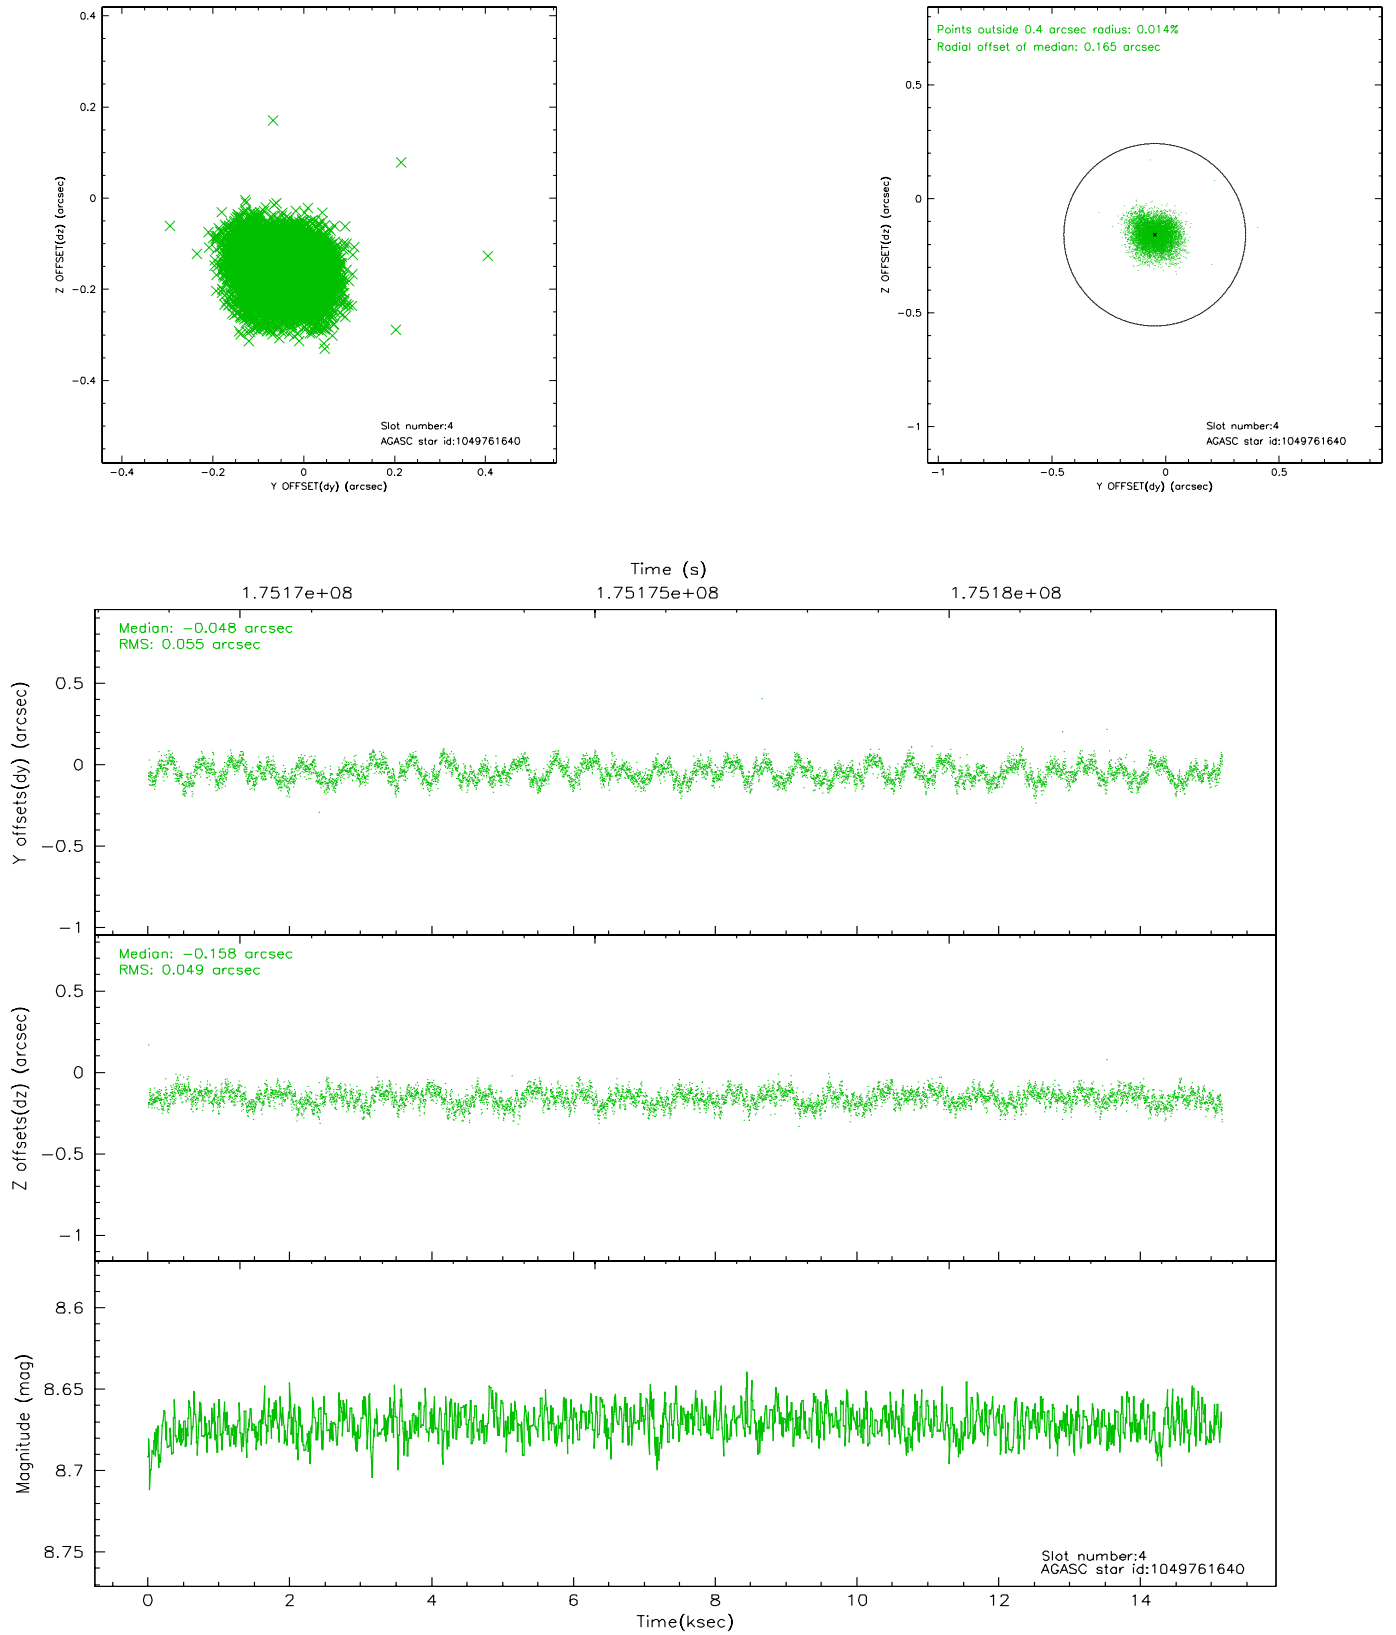 0.4
0.2
0
−0.2
−0.4
Z OFFSET(dz) (arcsec)
Slot number:4
AGASC star id:1049761640
−0.4 −0.2 0 0.2 0.4
Y OFFSET(dy) (arcsec)
Points outside 0.4 arcsec radius: 0.014%
Radial offset of median: 0.165 arcsec
0.5
0
−0.5
−1
Z OFFSET(dz) (arcsec)
Slot number:4
AGASC star id:1049761640
−1 −0.5 0 0.5
Y OFFSET(dy) (arcsec)
Time (s)
1.7517e+08 1.75175e+08 1.7518e+08
Median: −0.048 arcsec
RMS: 0.055 arcsec
0.5
0
−0.5
−1
Y offsets(dy) (arcsec)
Median: −0.158 arcsec
RMS: 0.049 arcsec
0.5
0
−0.5
−1
Z offsets(dz) (arcsec)
8.6
8.65
8.7
8.75
Magnitude (mag)
Slot number:4
AGASC star id:1049761640
0 2 4 6 8 10 12 14
Time(ksec)